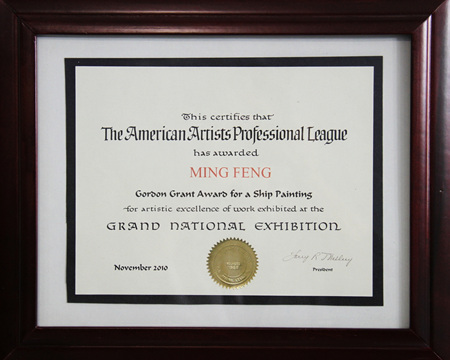 This certifies that
The American Artists Professional League
has awarded
MING FENG
Gordon Grant Award for a Ship Painting
for artistic excellence of work exhibited at the
GRAND NATIONAL EXHIBITION
November 2010
President